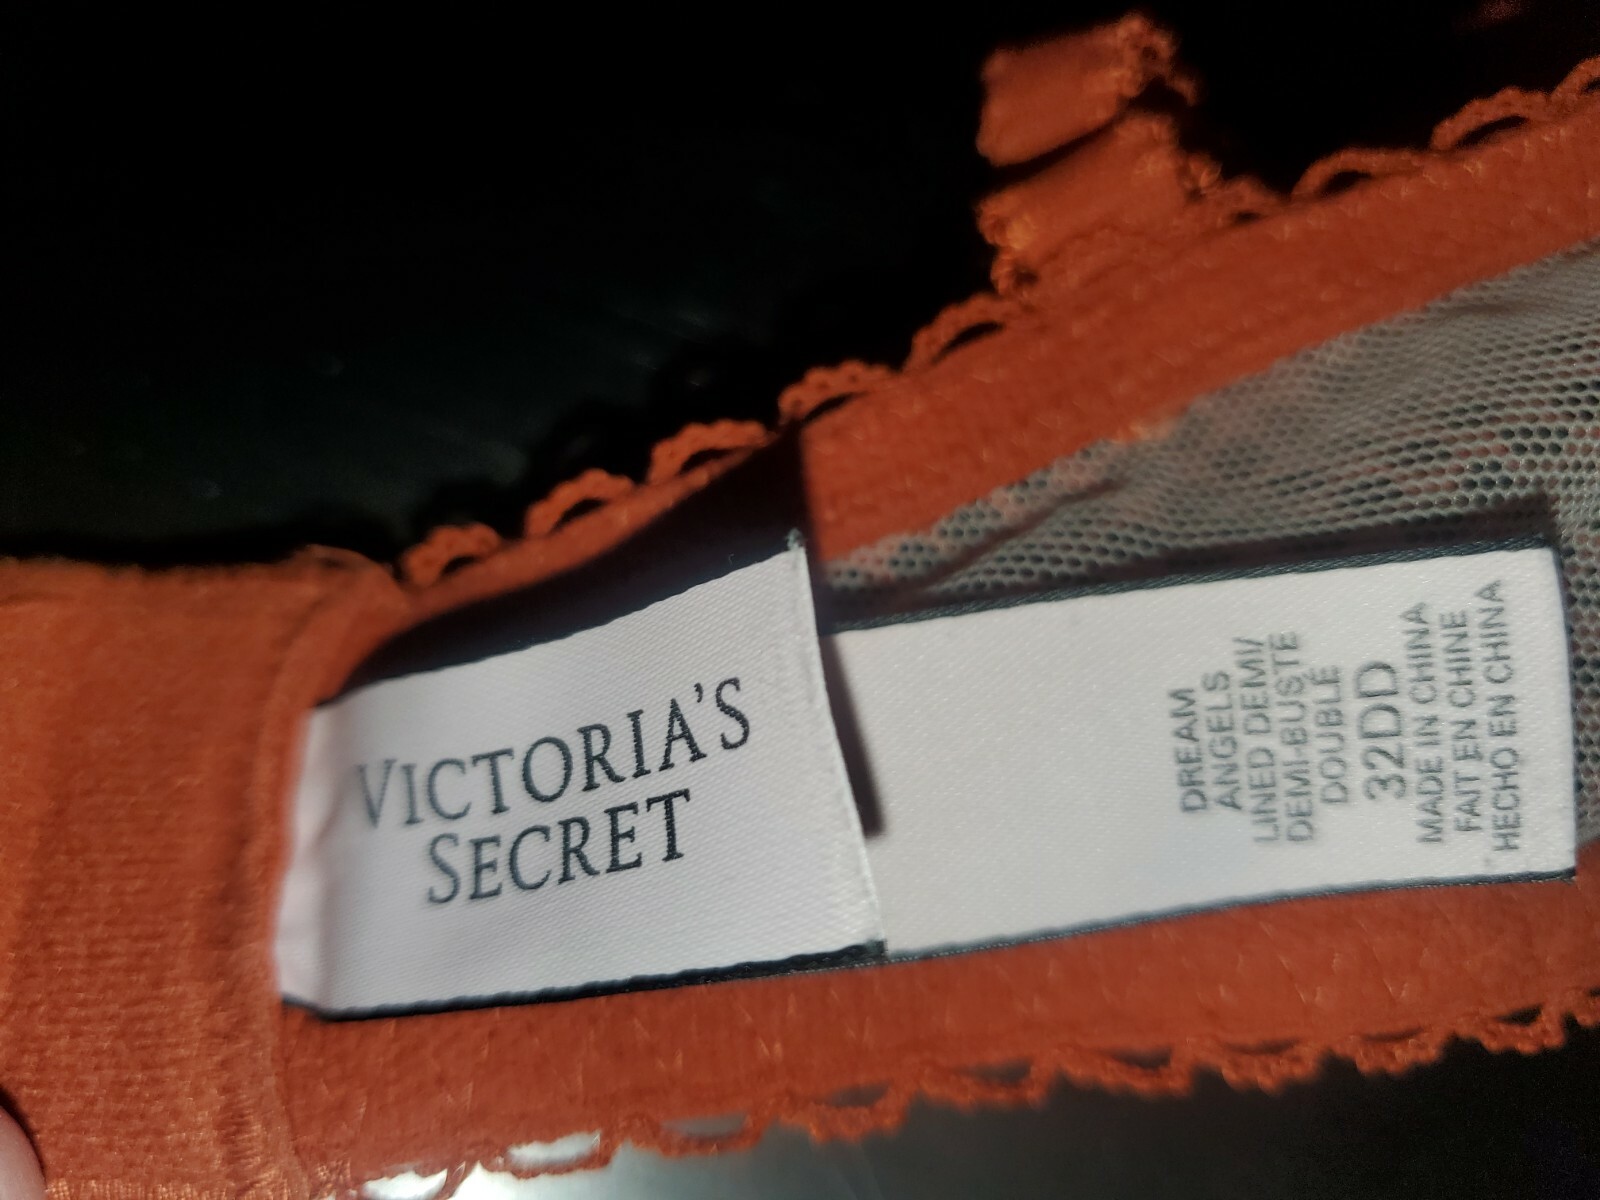 VICTORIA'S
SECRET
DREAM
ANGELS
LINED DEMI/
DEMI-BUSTE
DOUBLÉ
32DD
MADE IN CHINA
FAIT EN CHINE
HECHO EN CHINA